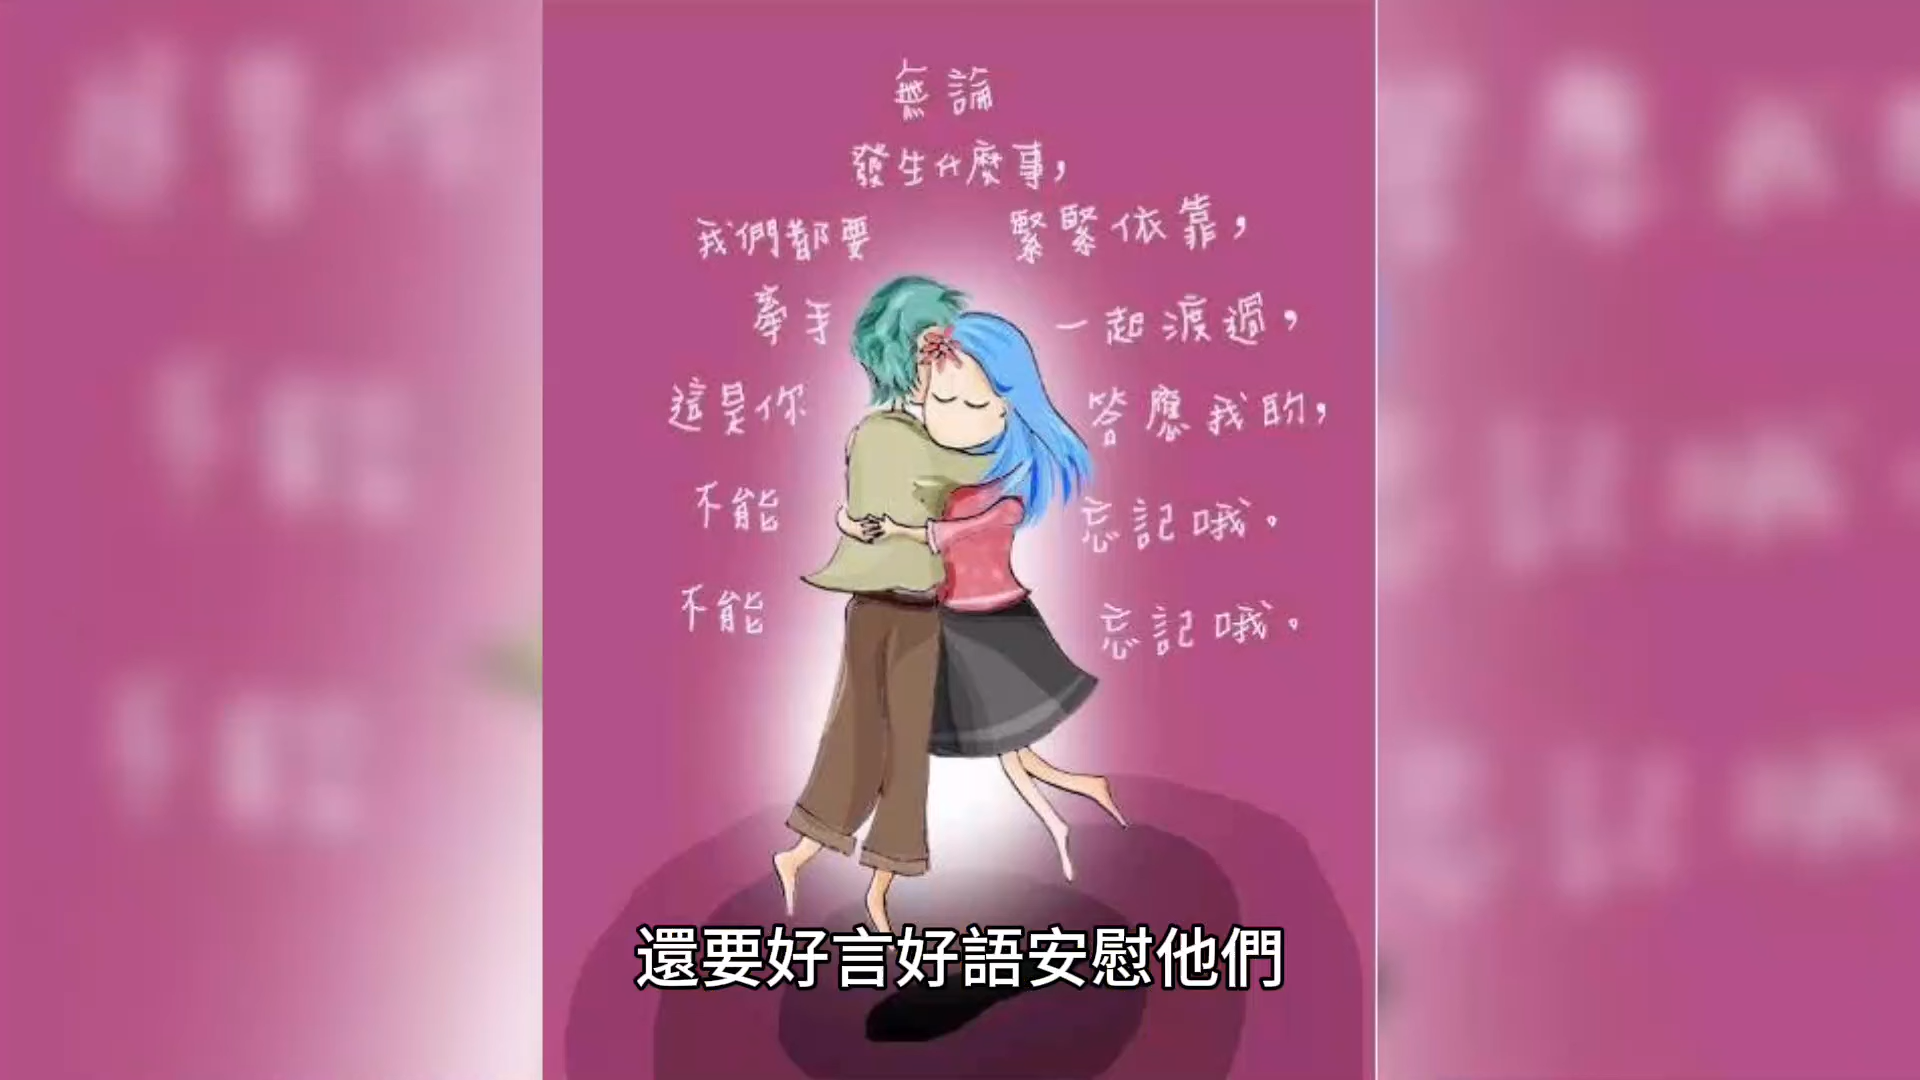 無論
發生什麼事，
我們都要 緊緊依靠，
牽手 一起渡過，
這是你 答應我的，
不能 忘記哦。
不能 忘記哦。
還要好言好語安慰他們